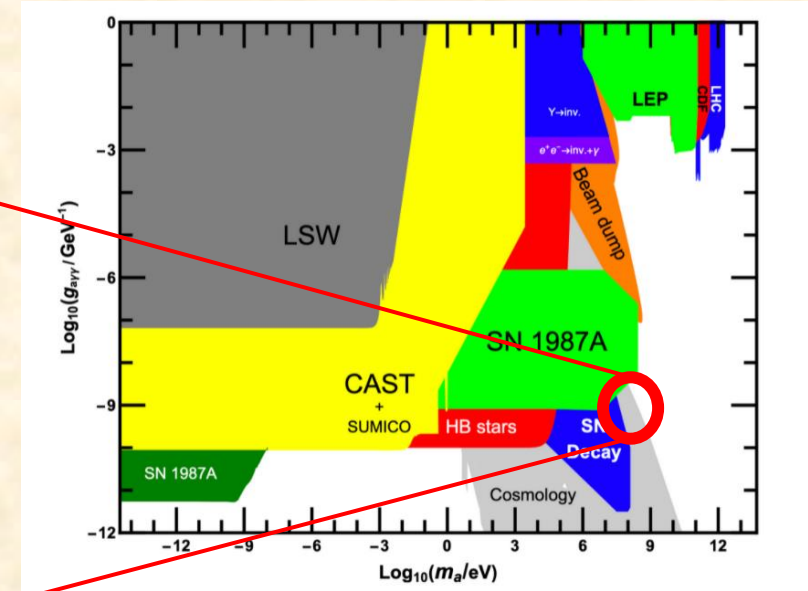 0
−3
−6
−9
−12
Log₁₀(gₐᵧᵧ/GeV⁻¹)
LSW
CAST
+
SUMICO
SN 1987A
Υ→inv.
e⁺e⁻→inv.+γ
Beam dump
LEP
CDF
LHC
SN 1987A
HB stars
SN
Decay
Cosmology
−12 −9 −6 −3 0 3 6 9 12
Log₁₀(mₐ/eV)